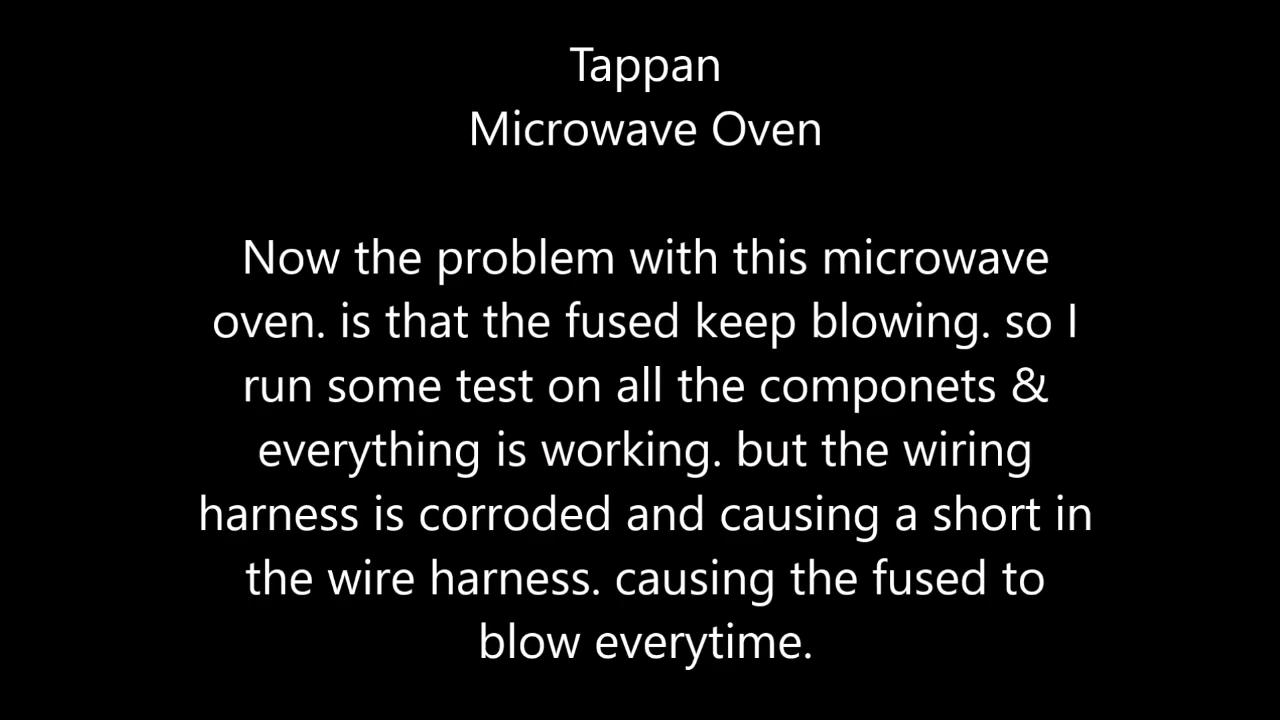 Tappan
Microwave Oven
Now the problem with this microwave
oven. is that the fused keep blowing. so I
run some test on all the componets &
everything is working. but the wiring
harness is corroded and causing a short in
the wire harness. causing the fused to
blow everytime.